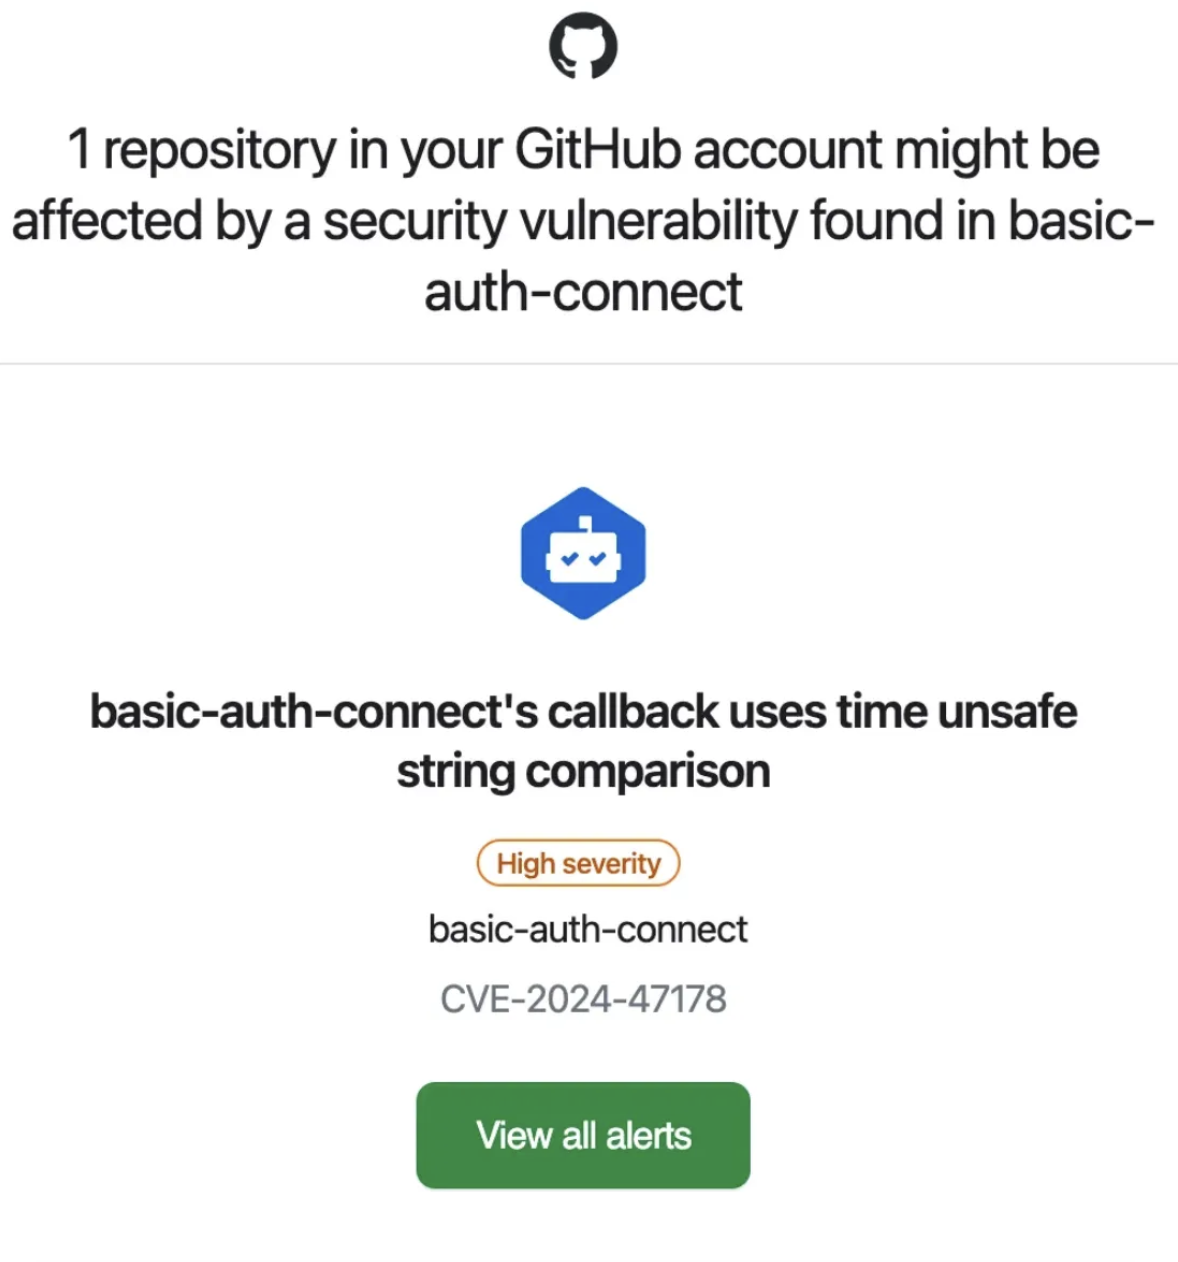 1 repository in your GitHub account might be
affected by a security vulnerability found in basic-
auth-connect
basic-auth-connect's callback uses time unsafe
string comparison
High severity
basic-auth-connect
CVE-2024-47178
View all alerts